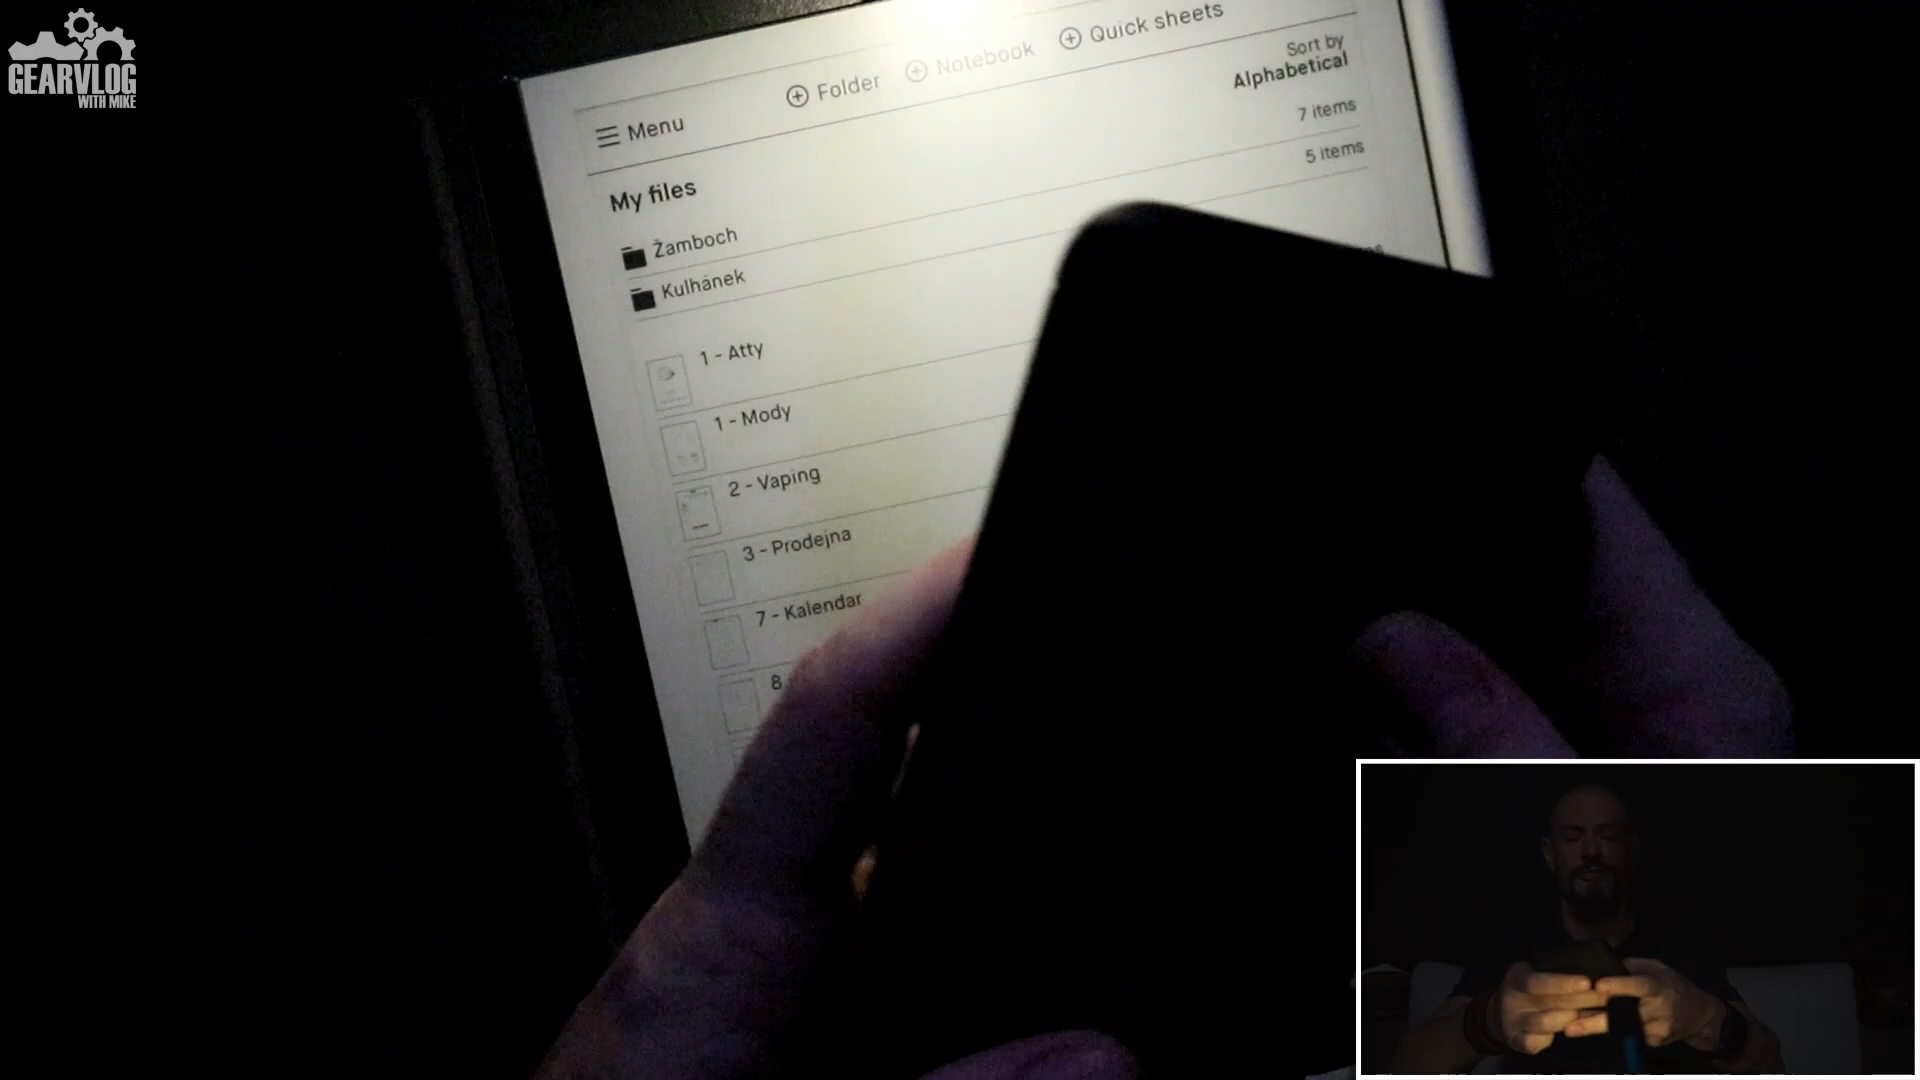 GEARVLOG
WITH MIKE
Menu
Folder
Notebook
Quick sheets
My files
Sort by
Alphabetical
Žamboch
7 items
Kulhánek
5 items
1 - Atty
1 - Mody
2 - Vaping
3 - Prodejna
7 - Kalendar
8